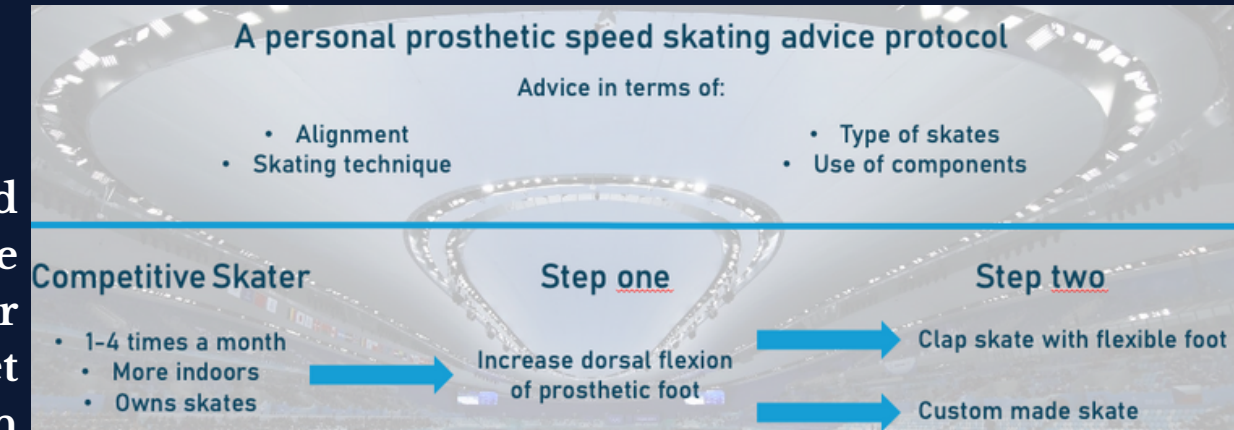 A personal prosthetic speed skating advice protocol
Advice in terms of:
• Alignment
• Skating technique
• Type of skates
• Use of components
Competitive Skater
• 1-4 times a month
• More indoors
• Owns skates
Step one
Increase dorsal flexion
of prosthetic foot
Step two
Clap skate with flexible foot
Custom made skate